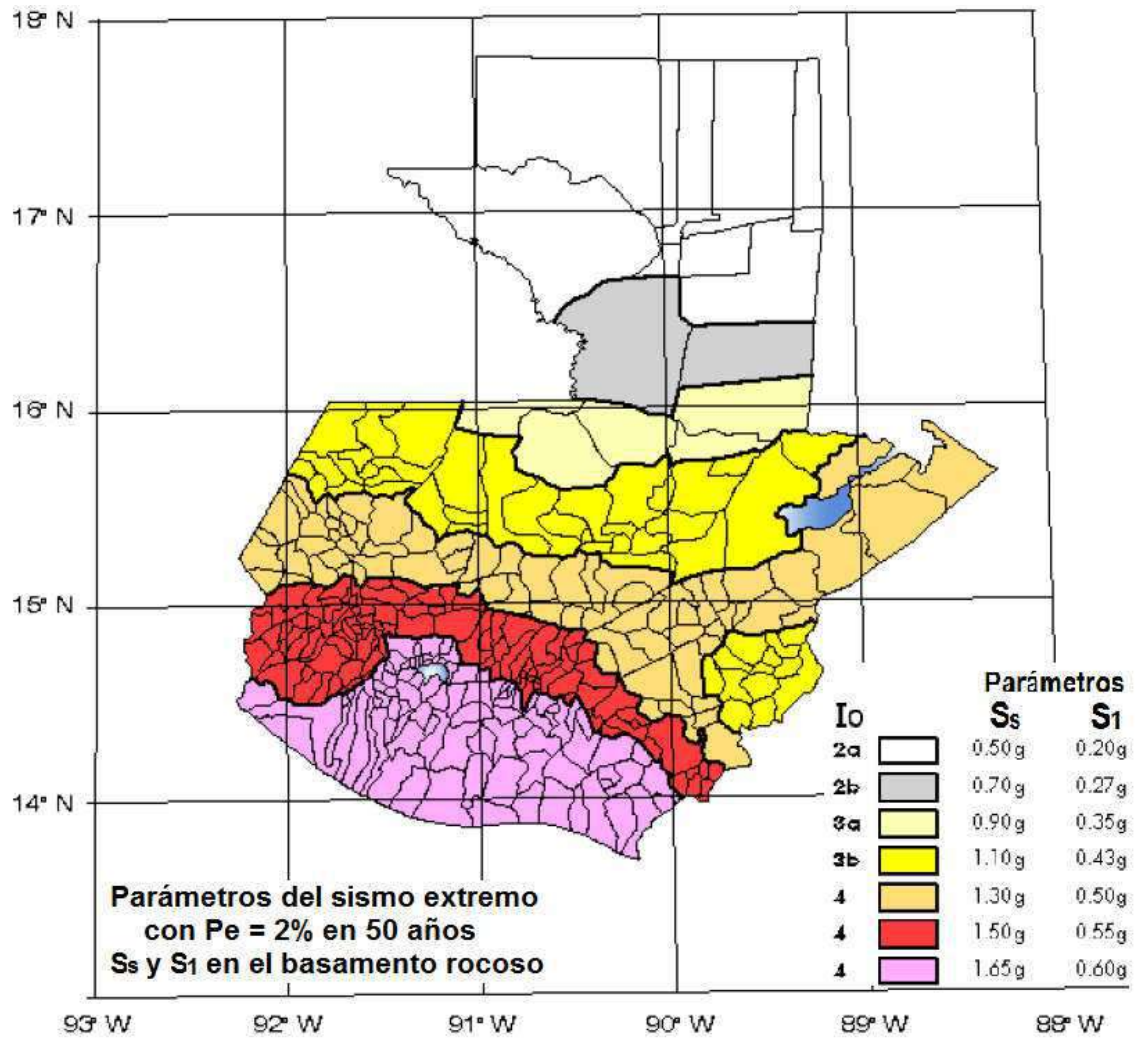 18° N
17° N
16° N
15° N
14° N
Parámetros
Io Ss S1
2a 0.50g 0.20g
2b 0.70g 0.27g
3a 0.90g 0.35g
3b 1.10g 0.43g
4 1.30g 0.50g
4 1.50g 0.55g
4 1.65g 0.60g
Parámetros del sismo extremo
con Pe = 2% en 50 años
Ss y S1 en el basamento rocoso
93° W 92° W 91° W 90° W 89° W 88° W